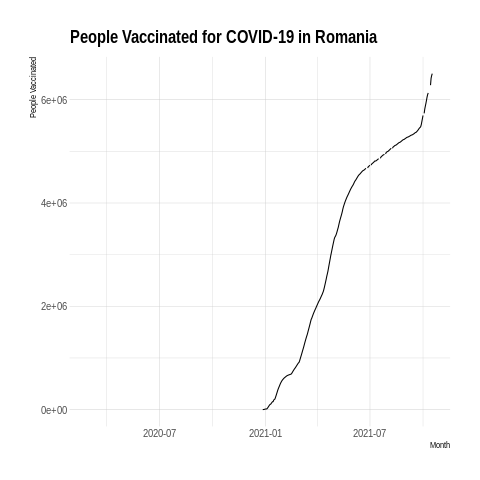 People Vaccinated for COVID-19 in Romania
People Vaccinated
6e+06
4e+06
2e+06
0e+00
2020-07
2021-01
2021-07
Month